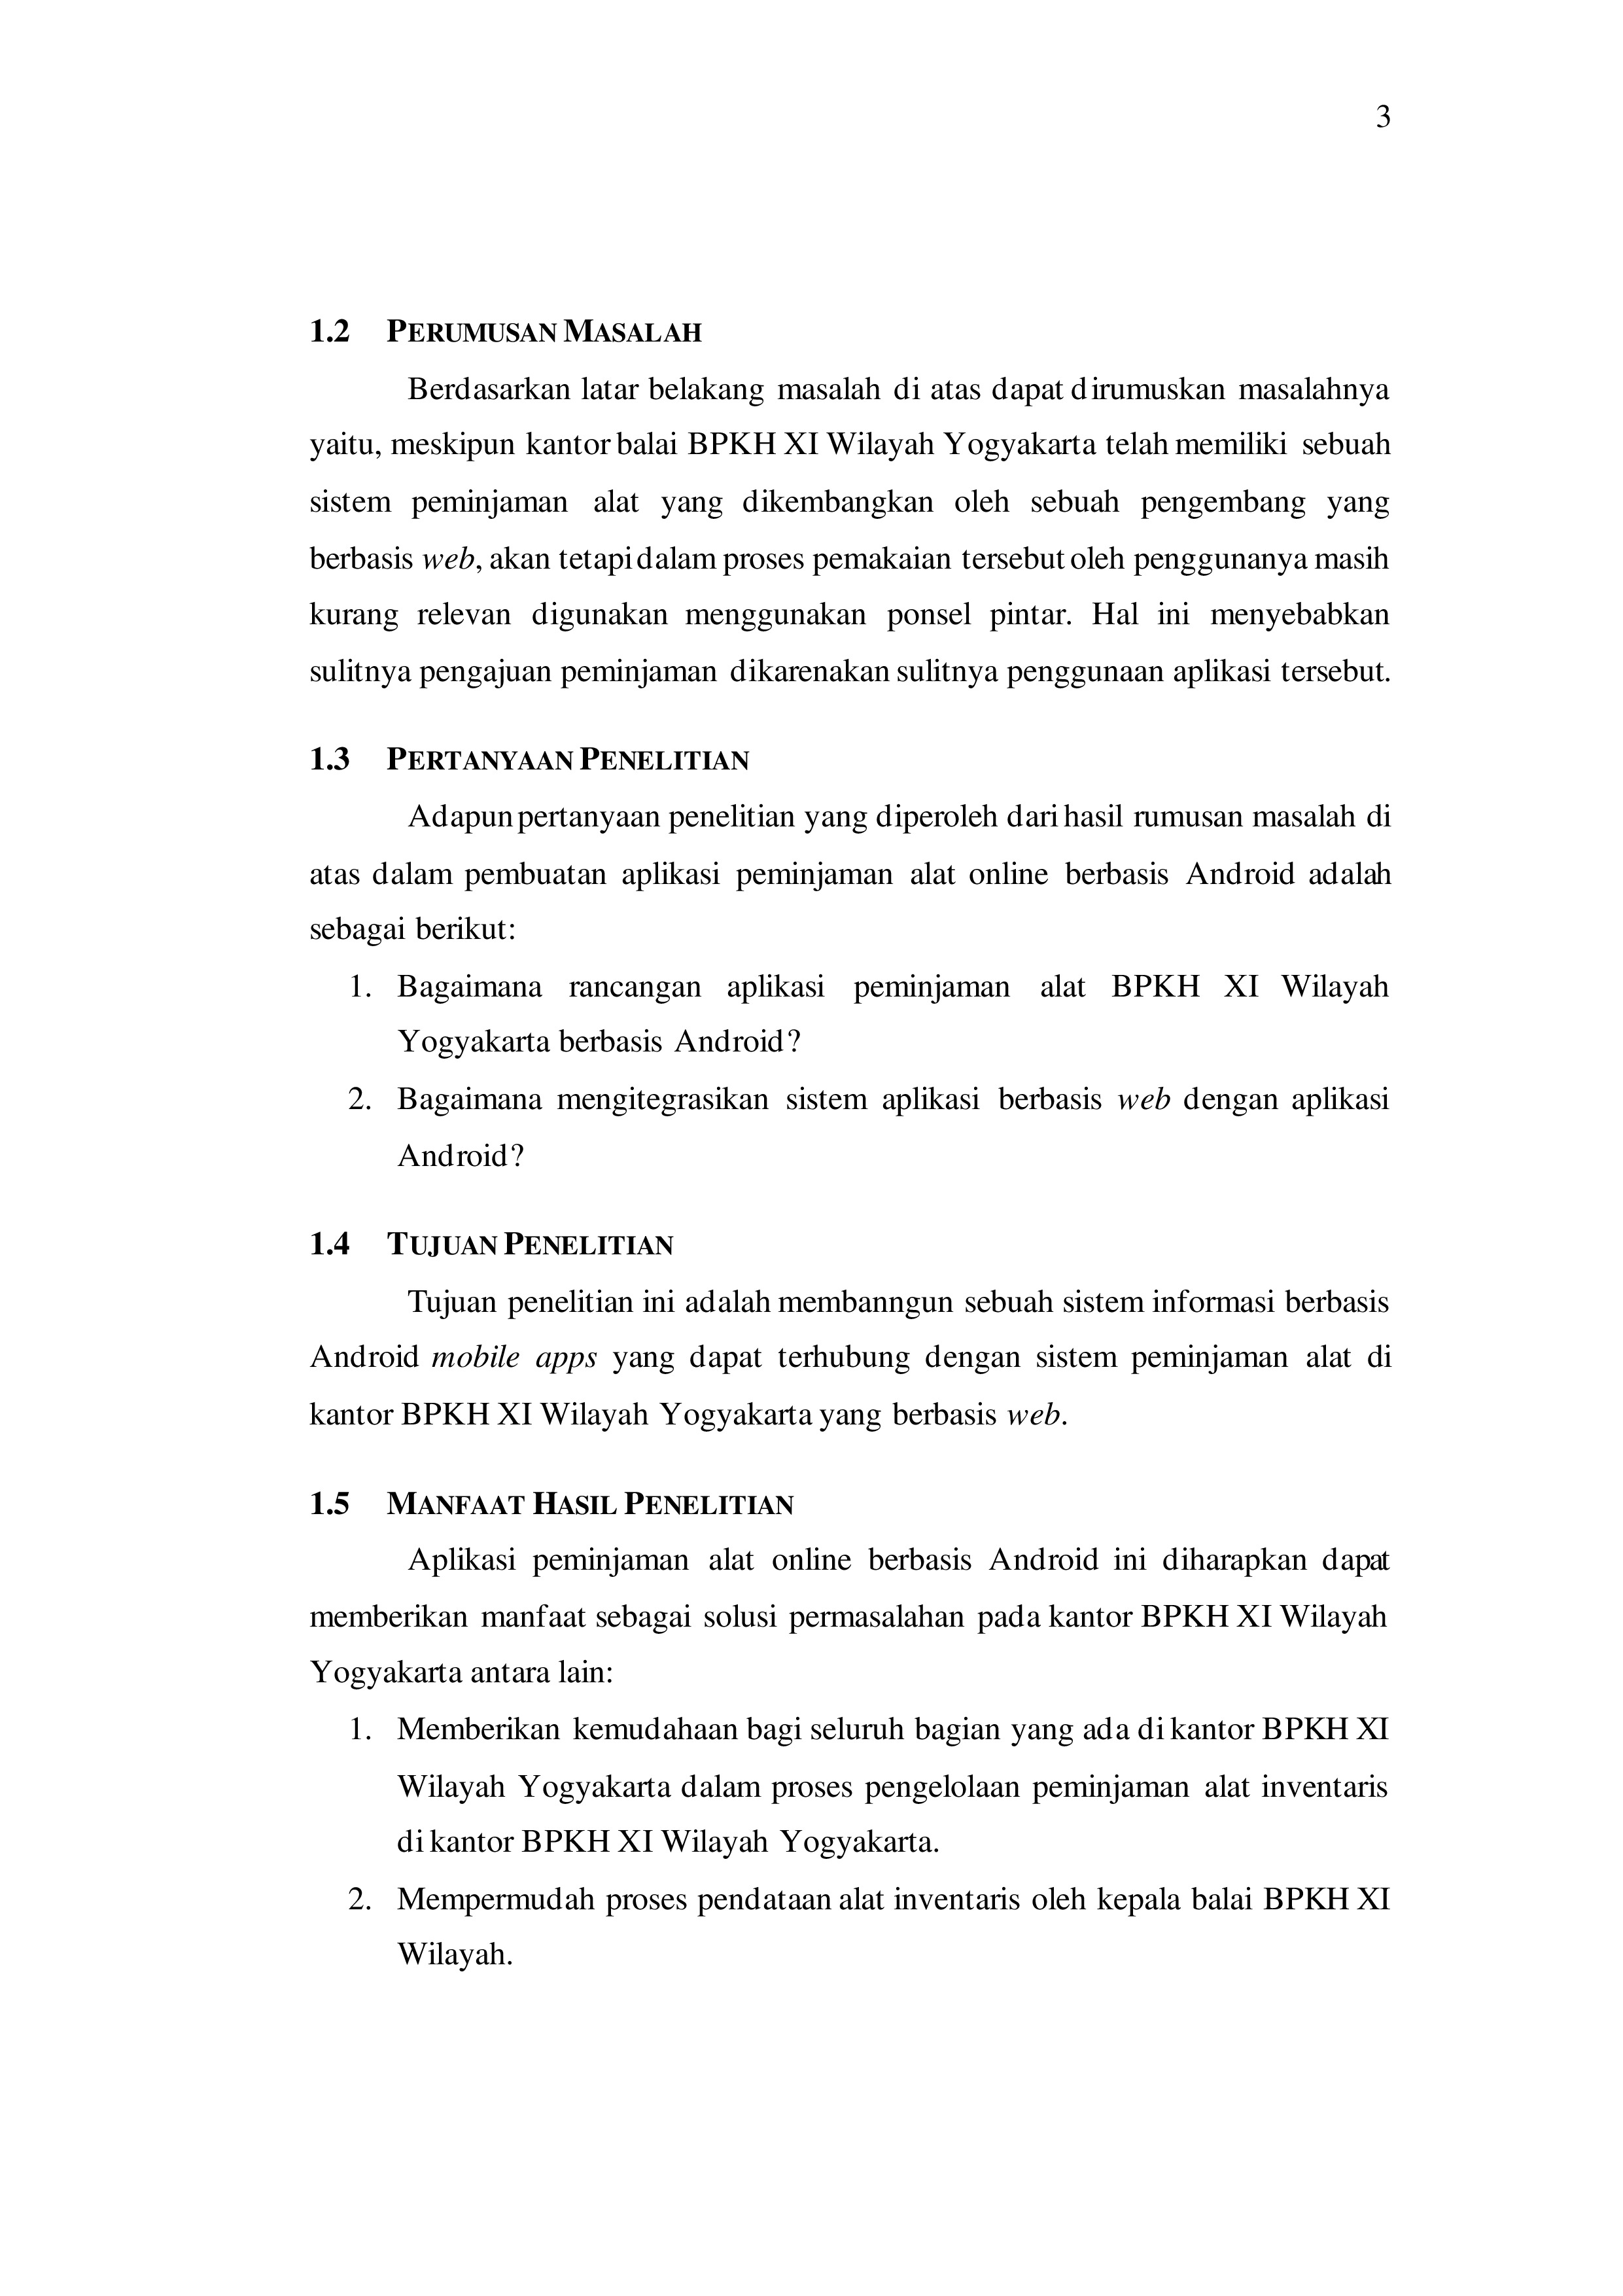 3
1.2 PERUMUSAN MASALAH
Berdasarkan latar belakang masalah di atas dapat dirumuskan masalahnya
yaitu, meskipun kantor balai BPKH XI Wilayah Yogyakarta telah memiliki sebuah
sistem peminjaman alat yang dikembangkan oleh sebuah pengembang yang
berbasis web, akan tetapi dalam proses pemakaian tersebut oleh penggunanya masih
kurang relevan digunakan menggunakan ponsel pintar. Hal ini menyebabkan
sulitnya pengajuan peminjaman dikarenakan sulitnya penggunaan aplikasi tersebut.
1.3 PERTANYAAN PENELITIAN
Adapun pertanyaan penelitian yang diperoleh dari hasil rumusan masalah di
atas dalam pembuatan aplikasi peminjaman alat online berbasis Android adalah
sebagai berikut:
1. Bagaimana rancangan aplikasi peminjaman alat BPKH XI Wilayah
Yogyakarta berbasis Android?
2. Bagaimana mengitegrasikan sistem aplikasi berbasis web dengan aplikasi
Android?
1.4 TUJUAN PENELITIAN
Tujuan penelitian ini adalah membanngun sebuah sistem informasi berbasis
Android mobile apps yang dapat terhubung dengan sistem peminjaman alat di
kantor BPKH XI Wilayah Yogyakarta yang berbasis web.
1.5 MANFAAT HASIL PENELITIAN
Aplikasi peminjaman alat online berbasis Android ini diharapkan dapat
memberikan manfaat sebagai solusi permasalahan pada kantor BPKH XI Wilayah
Yogyakarta antara lain:
1. Memberikan kemudahaan bagi seluruh bagian yang ada di kantor BPKH XI
Wilayah Yogyakarta dalam proses pengelolaan peminjaman alat inventaris
di kantor BPKH XI Wilayah Yogyakarta.
2. Mempermudah proses pendataan alat inventaris oleh kepala balai BPKH XI
Wilayah.